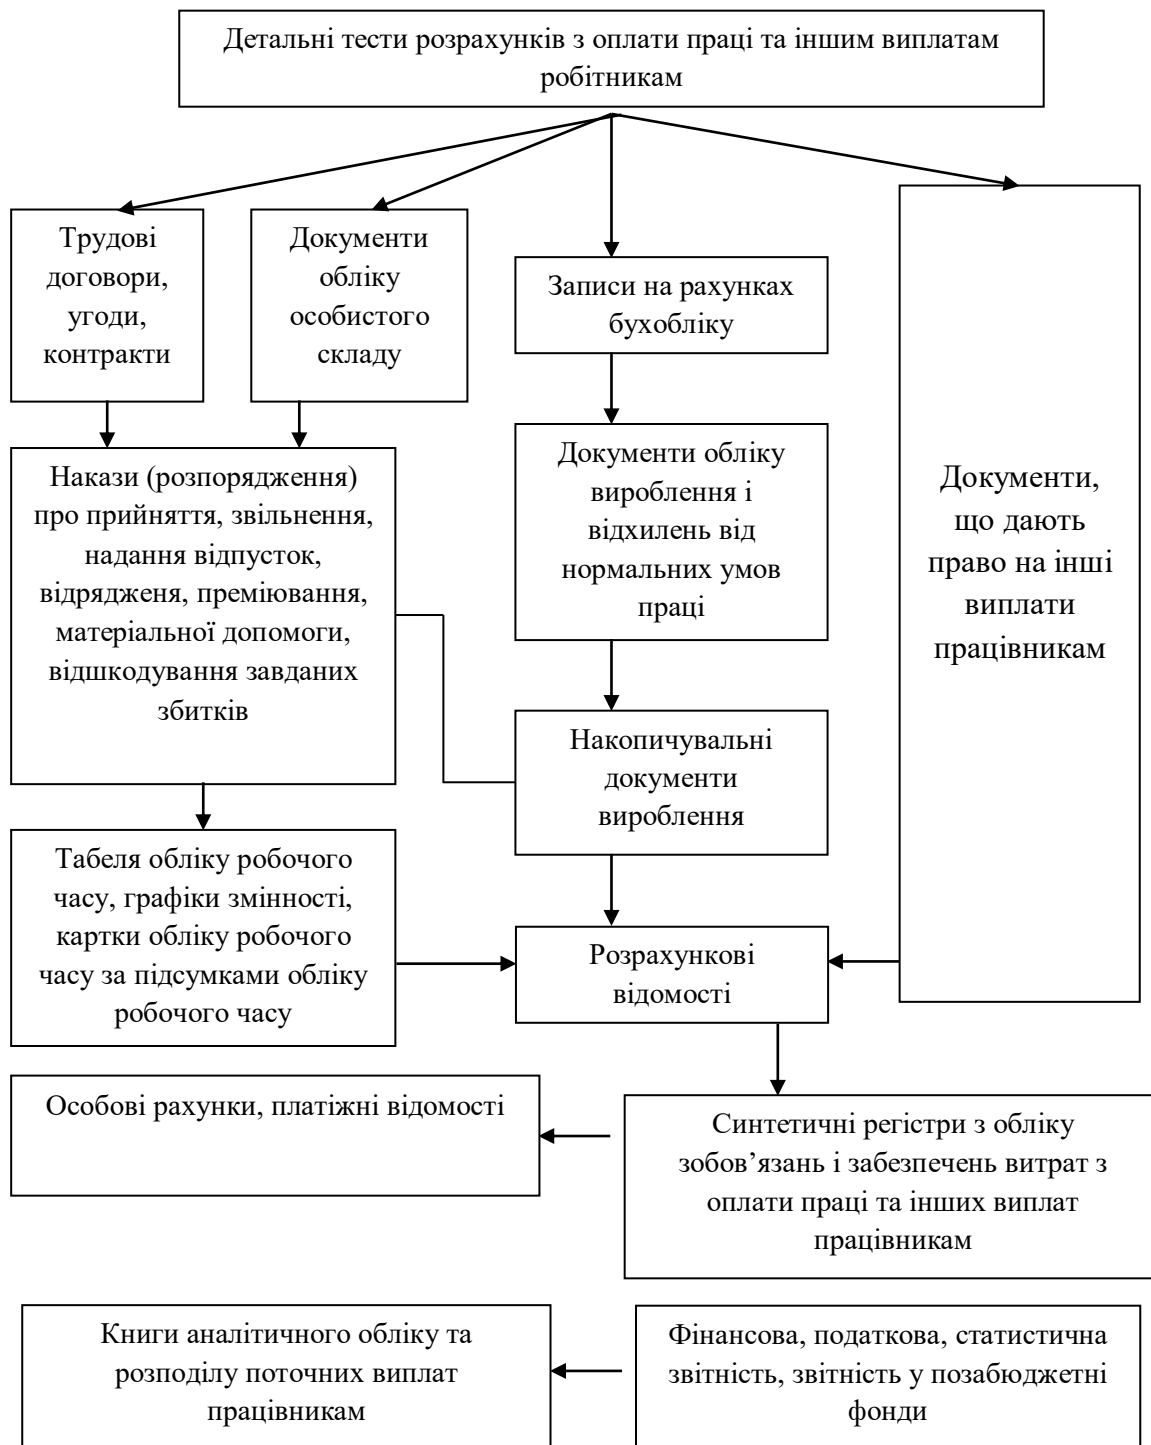 Детальні тести розрахунків з оплати праці та іншим виплатам
робітникам
Трудові
договори,
угоди,
контракти
Документи
обліку
особистого
складу
Записи на рахунках
бухобліку
Документи,
що дають
право на інші
виплати
працівникам
Накази (розпорядження)
про прийняття, звільнення,
надання відпусток,
відрядженя, преміювання,
матеріальної допомоги,
відшкодування завданих
збитків
Документи обліку
вироблення і
відхилень від
нормальних умов
праці
Накопичувальні
документи
вироблення
Табеля обліку робочого
часу, графіки змінності,
картки обліку робочого
часу за підсумками обліку
робочого часу
Розрахункові
відомості
Особові рахунки, платіжні відомості
Синтетичні регістри з обліку
зобов’язань і забезпечень витрат з
оплати праці та інших виплат
працівникам
Книги аналітичного обліку та
розподілу поточних виплат
працівникам
Фінансова, податкова, статистична
звітність, звітність у позабюджетні
фонди